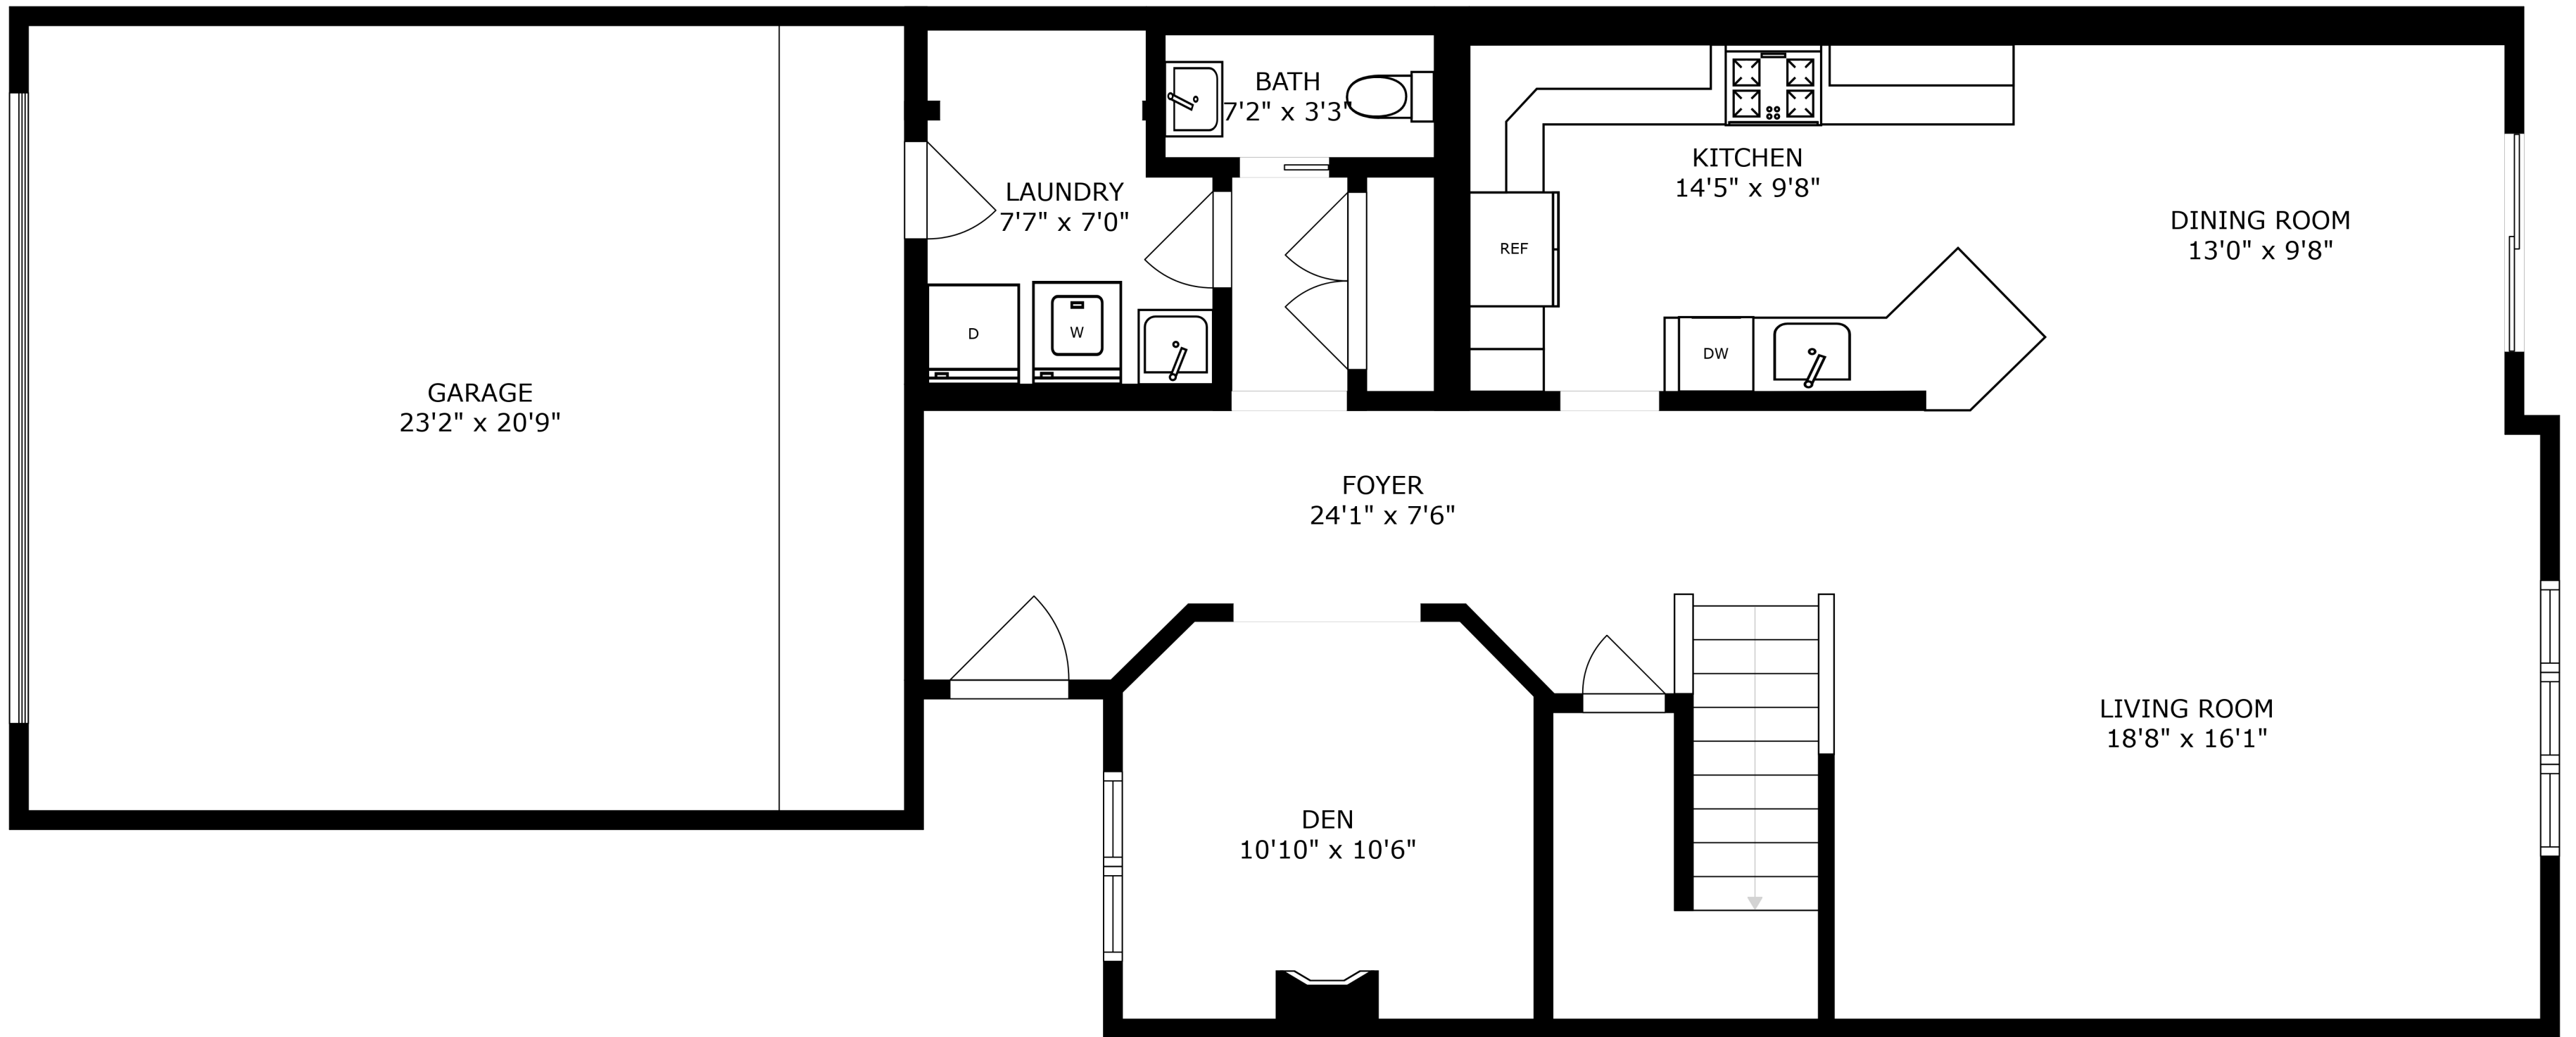 BATH
7'2" x 3'3"
KITCHEN
14'5" x 9'8"
LAUNDRY
7'7" x 7'0"
DINING ROOM
13'0" x 9'8"
REF
D
W
DW
GARAGE
23'2" x 20'9"
FOYER
24'1" x 7'6"
LIVING ROOM
18'8" x 16'1"
DEN
10'10" x 10'6"